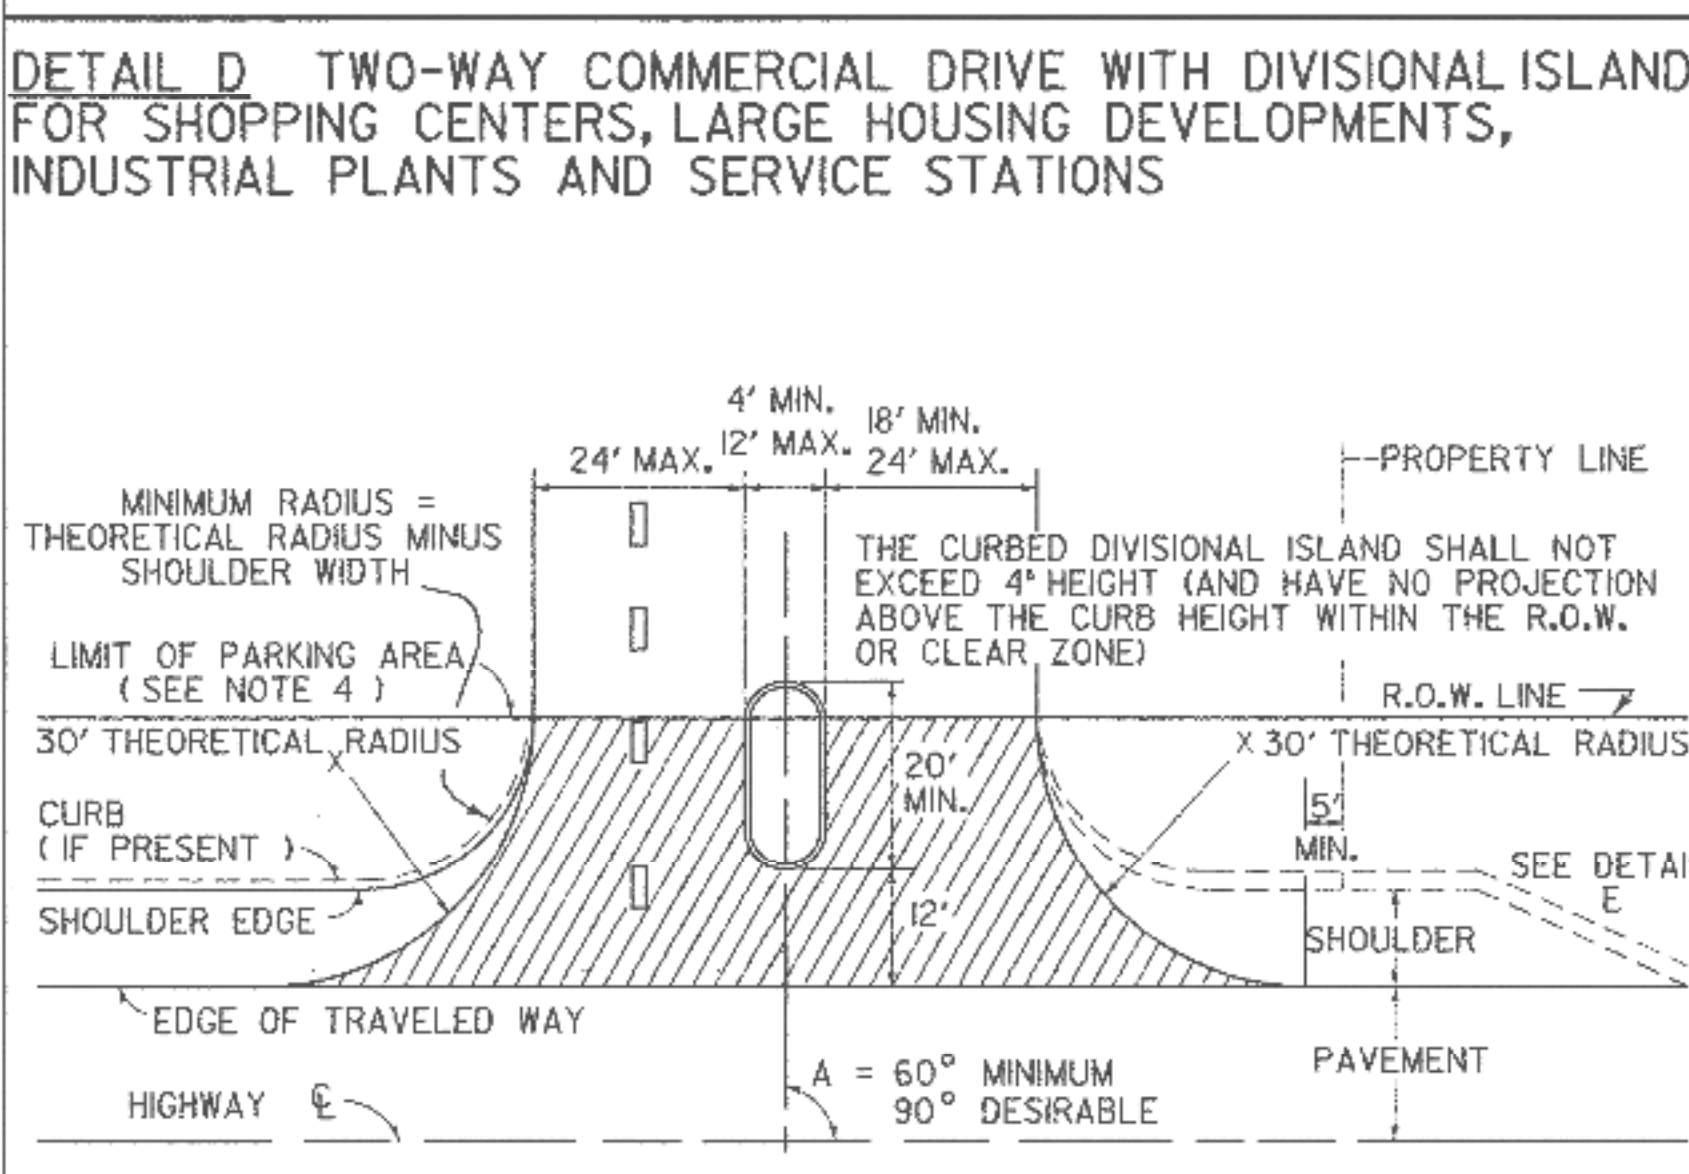 DETAIL D TWO-WAY COMMERCIAL DRIVE WITH DIVISIONAL ISLAND
FOR SHOPPING CENTERS, LARGE HOUSING DEVELOPMENTS,
INDUSTRIAL PLANTS AND SERVICE STATIONS
4' MIN.
12' MAX.
18' MIN.
24' MAX.
24' MAX.
PROPERTY LINE
MINIMUM RADIUS =
THEORETICAL RADIUS MINUS
SHOULDER WIDTH
THE CURBED DIVISIONAL ISLAND SHALL NOT
EXCEED 4" HEIGHT (AND HAVE NO PROJECTION
ABOVE THE CURB HEIGHT WITHIN THE R.O.W.
OR CLEAR ZONE)
LIMIT OF PARKING AREA
( SEE NOTE 4 )
R.O.W. LINE
30' THEORETICAL RADIUS
X
X 30' THEORETICAL RADIUS
20'
MIN.
CURB
( IF PRESENT )
5'
MIN.
SEE DETAI
E
SHOULDER EDGE
12'
SHOULDER
EDGE OF TRAVELED WAY
PAVEMENT
A = 60° MINIMUM
90° DESIRABLE
HIGHWAY ℄